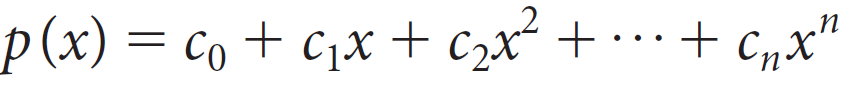 p(x) = c₀ + c₁x + c₂x² + ··· + cₙxⁿ